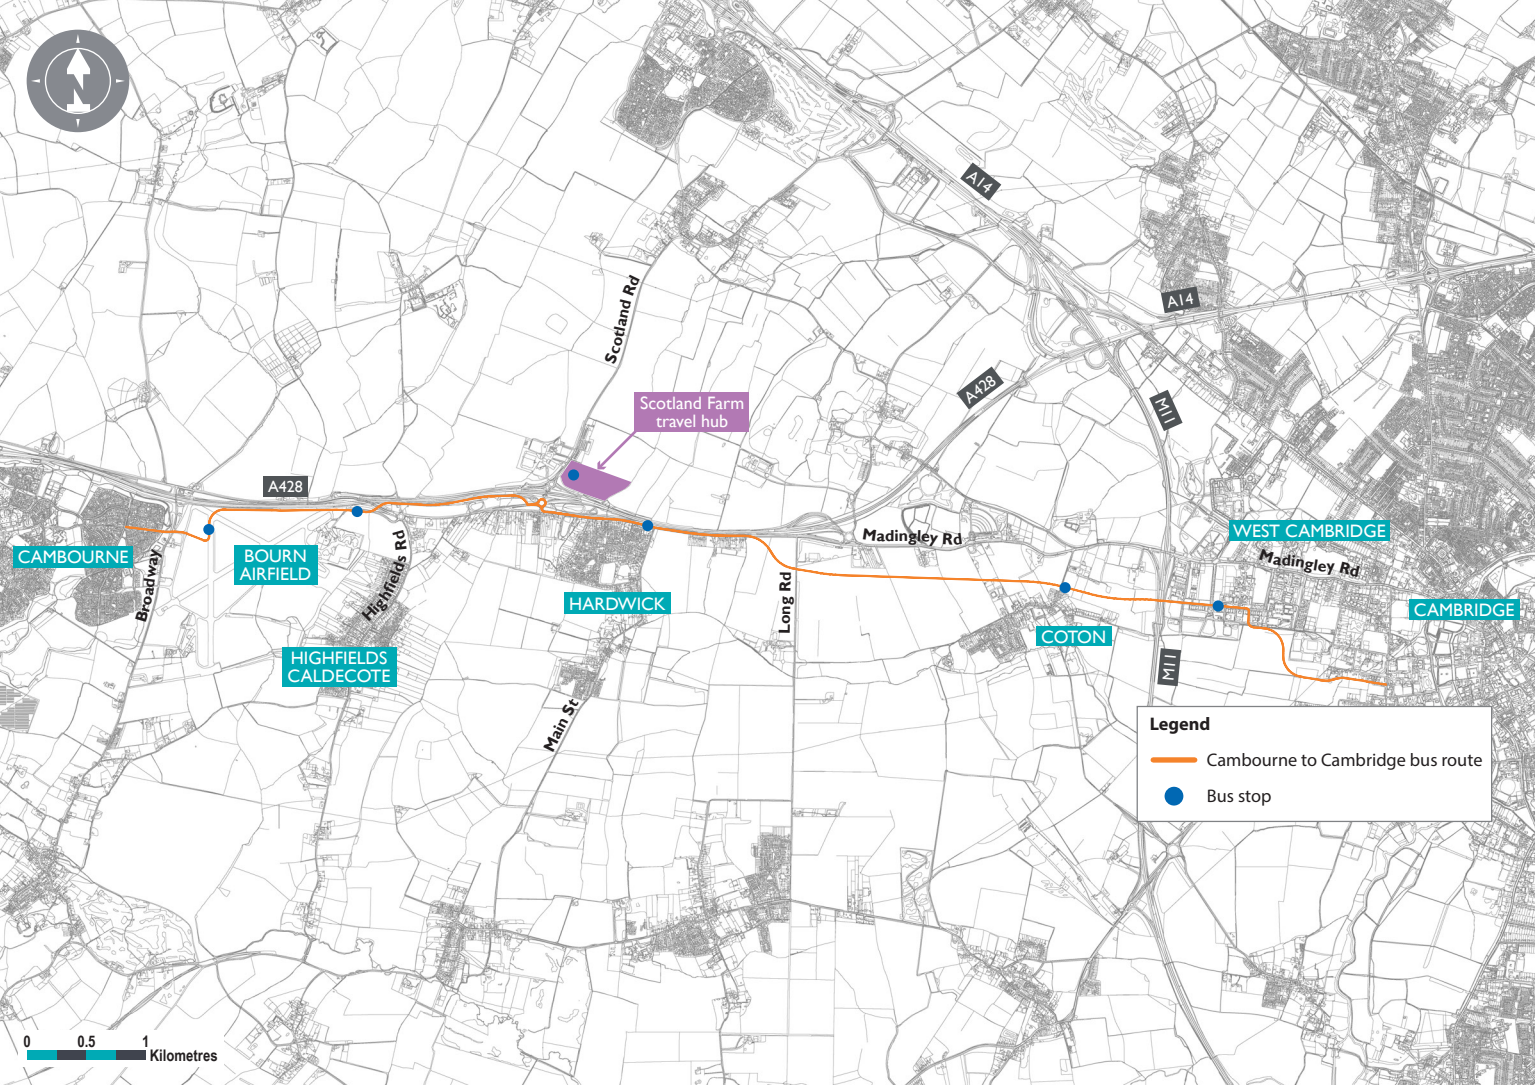 N
A14
A14
Scotland Rd
A428
M11
Scotland Farm
travel hub
A428
WEST CAMBRIDGE
Madingley Rd
Madingley Rd
CAMBOURNE
BOURN
AIRFIELD
Broadway
Highfields Rd
HARDWICK
Long Rd
CAMBRIDGE
COTON
HIGHFIELDS
CALDECOTE
M11
Main St
Legend
Cambourne to Cambridge bus route
Bus stop
0 0.5 1
Kilometres